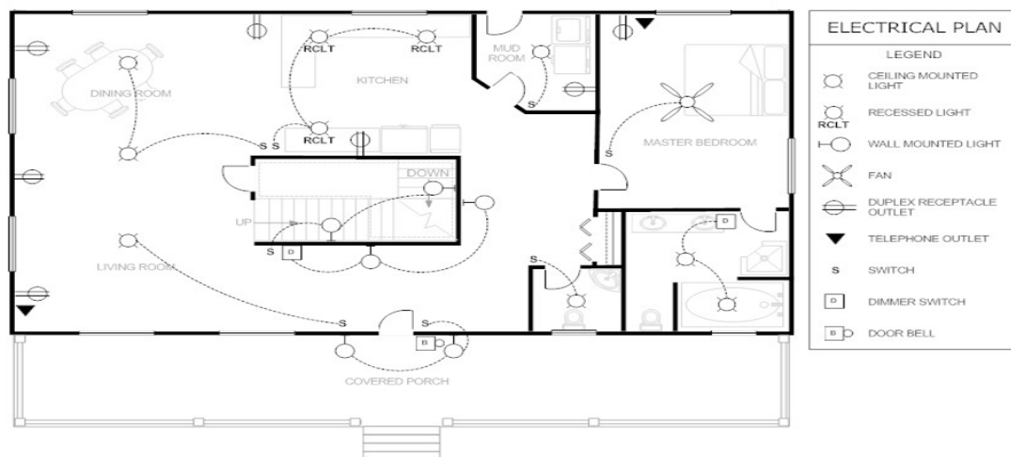 RCLT
RCLT
MUD
ROOM
KITCHEN
DINING ROOM
S
RCLT
S
S
MASTER BEDROOM
S
DOWN
UP
D
S
D
LIVING ROOM
S
S
S
B
COVERED PORCH
ELECTRICAL PLAN
LEGEND
CEILING MOUNTED
LIGHT
RECESSED LIGHT
RCLT
WALL MOUNTED LIGHT
FAN
DUPLEX RECEPTACLE
OUTLET
TELEPHONE OUTLET
S
SWITCH
D
DIMMER SWITCH
B
DOOR BELL